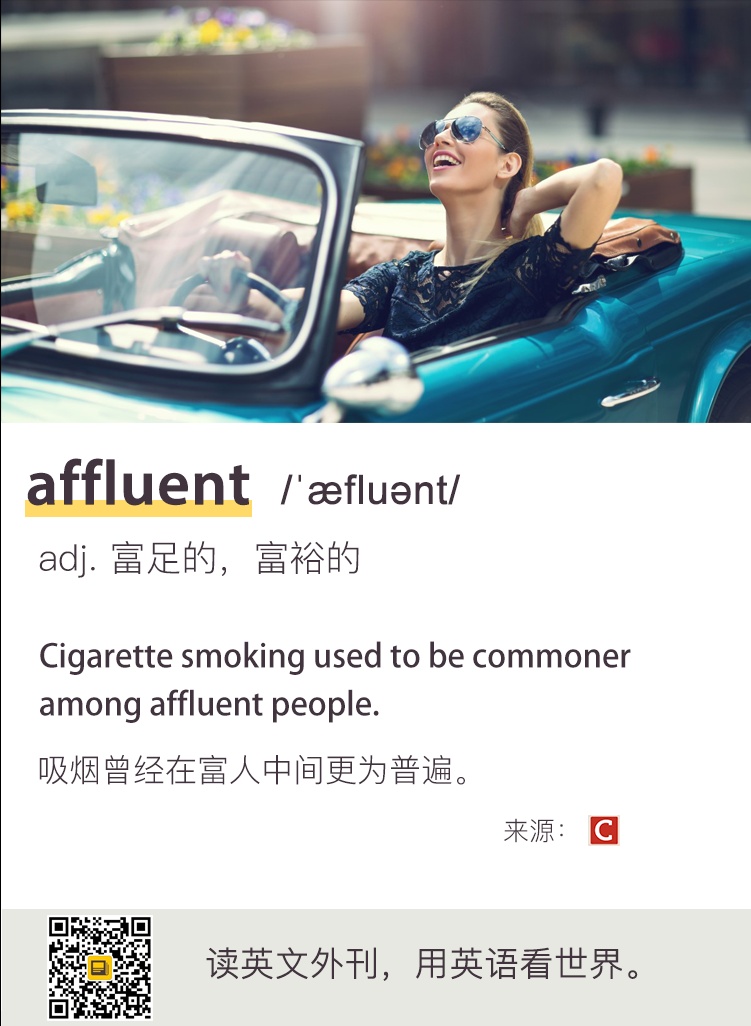 affluent /ˈæfluənt/
adj. 富足的，富裕的
Cigarette smoking used to be commoner
among affluent people.
吸烟曾经在富人中间更为普遍。
来源： C
读英文外刊，用英语看世界。